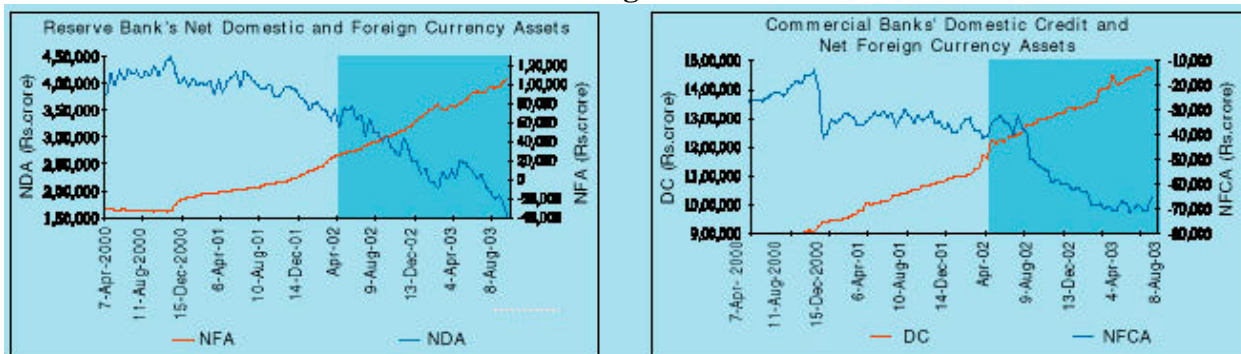 Reserve Bank's Net Domestic and Foreign Currency Assets
NDA (Rs.crore)
4,50,000
4,00,000
3,50,000
3,00,000
1,50,000
NFA (Rs.crore)
1,20,000
1,00,000
80,000
60,000
40,000
20,000
0
-20,000
-40,000
7-Apr-2000
11-Aug-2000
15-Dec-2000
6-Apr-01
10-Aug-01
14-Dec-01
Apr-02
9-Aug-02
13-Dec-02
4-Apr-03
8-Aug-03
NFA
NDA
Commercial Banks' Domestic Credit and
Net Foreign Currency Assets
DC (Rs.crore)
15,00,000
14,00,000
13,00,000
12,00,000
11,00,000
10,00,000
9,00,000
NFCA (Rs.crore)
-10,000
-20,000
-30,000
-40,000
-50,000
-60,000
-70,000
-80,000
7-Apr-2000
11-Aug-2000
15-Dec-2000
6-Apr-01
10-Aug-01
14-Dec-01
Apr-02
9-Aug-02
13-Dec-02
4-Apr-03
8-Aug-03
DC
NFCA